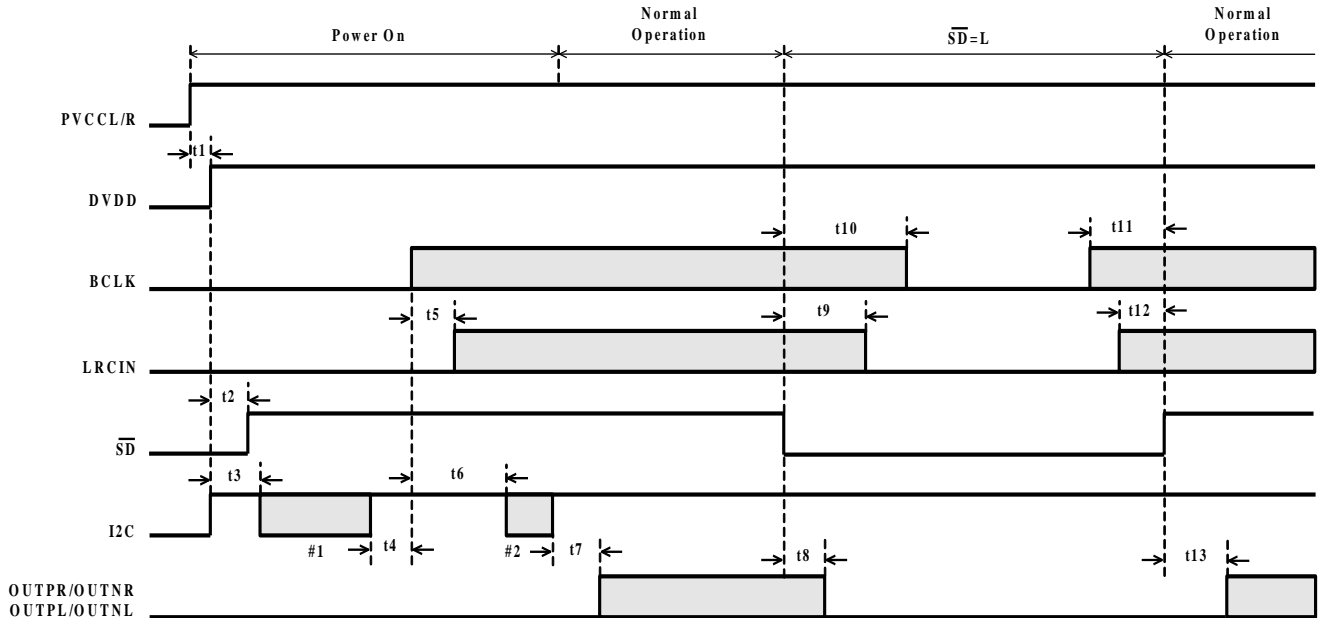 Power On
Normal
Operation
SD=L
Normal
Operation
PVCCL/R
t1
DVDD
t10
t11
BCLK
t5
t9
t12
LRCIN
t2
SD
t3
t6
I2C
#1
t4
#2
t7
t8
t13
OUTPR/OUTNR
OUTPL/OUTNL